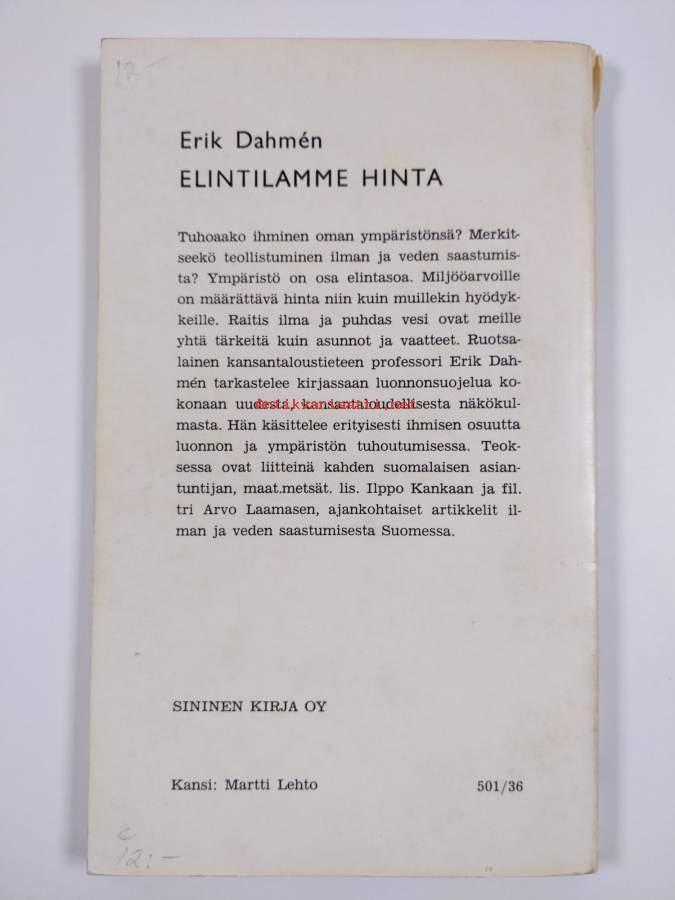 12-
Erik Dahmén
ELINTILAMME HINTA
Tuhoaako ihminen oman ympäristönsä? Merkit-
seekö teollistuminen ilman ja veden saastumis-
ta? Ympäristö on osa elintasoa. Miljööarvoille
on määrättävä hinta niin kuin muillekin hyödyk-
keille. Raitis ilma ja puhdas vesi ovat meille
yhtä tärkeitä kuin asunnot ja vaatteet. Ruotsa-
lainen kansantaloustieteen professori Erik Dah-
mén tarkastelee kirjassaan luonnonsuojelua ko-
konaan uudesta, kansantaloudellisesta näkökul-
masta. Hän käsittelee erityisesti ihmisen osuutta
luonnon ja ympäristön tuhoutumisessa. Teok-
sessa ovat liitteinä kahden suomalaisen asian-
tuntijan, maat.metsät. lis. Ilppo Kankaan ja fil.
tri Arvo Laamasen, ajankohtaiset artikkelit il-
man ja veden saastumisesta Suomessa.
SININEN KIRJA OY
Kansi: Martti Lehto 501/36
c
12:-